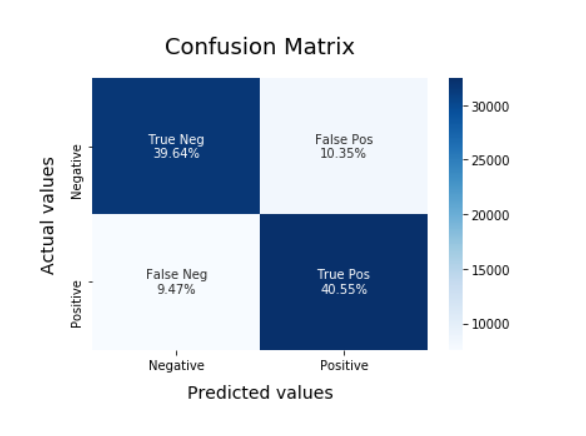 Confusion Matrix
Actual values
Negative
Positive
True Neg
39.64%
False Pos
10.35%
False Neg
9.47%
True Pos
40.55%
Negative
Positive
Predicted values
30000
25000
20000
15000
10000